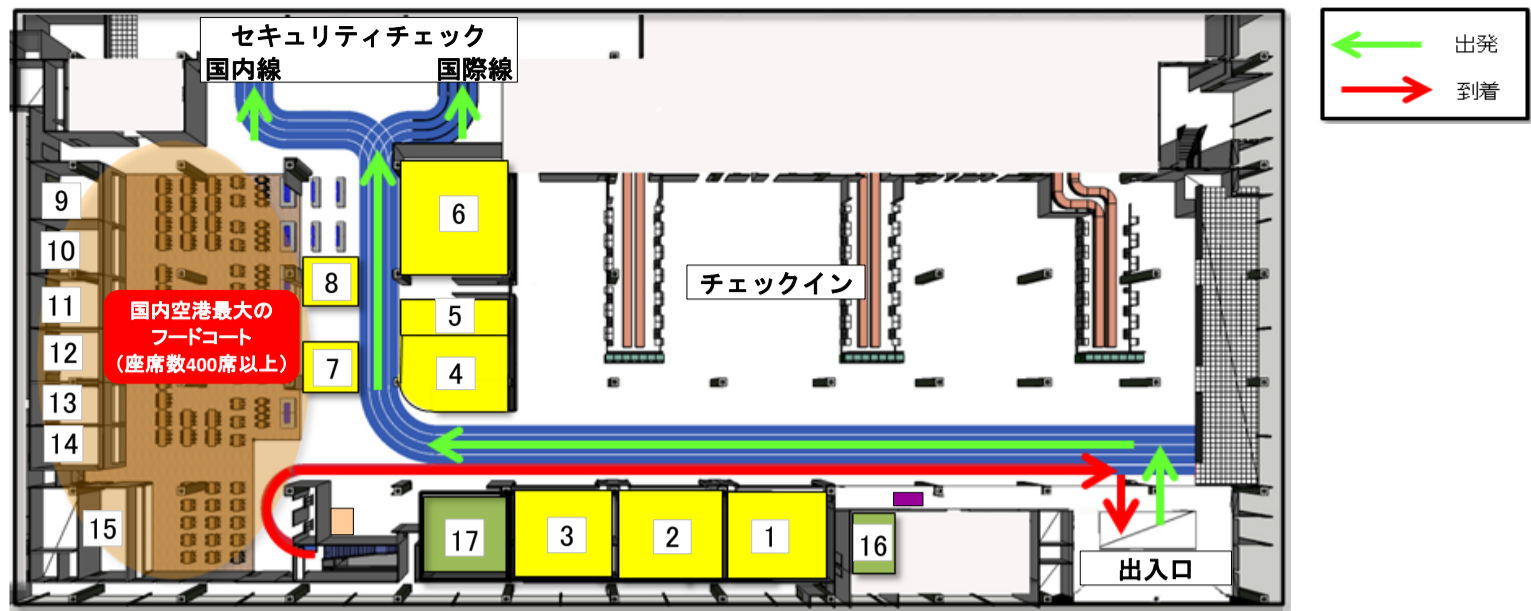 セキュリティチェック
国内線
国際線
出発
到着
9
10
11
12
13
14
15
国内空港最大の
フードコート
(座席数400席以上)
8
7
6
5
4
チェックイン
17
3
2
1
16
出入口